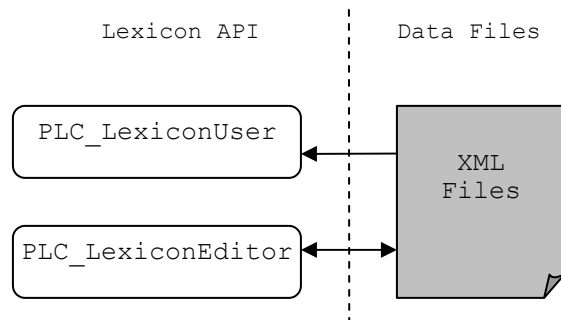 Lexicon API
Data Files
PLC_LexiconUser
XML
Files
PLC_LexiconEditor